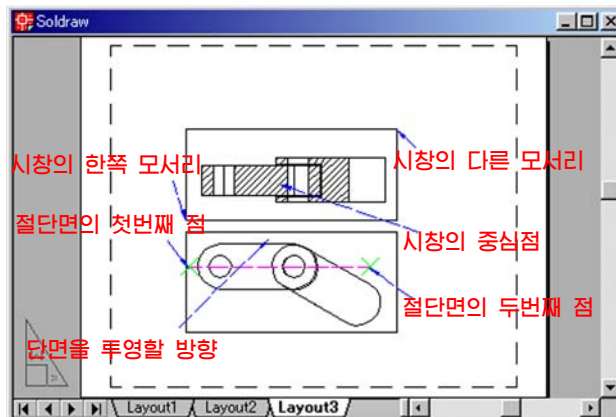 Soldraw
시창의 한쪽 모서리
시창의 다른 모서리
절단면의 첫번째 점
시창의 중심점
절단면의 두번째 점
단면을 투영할 방향
Layout1 Layout2 Layout3